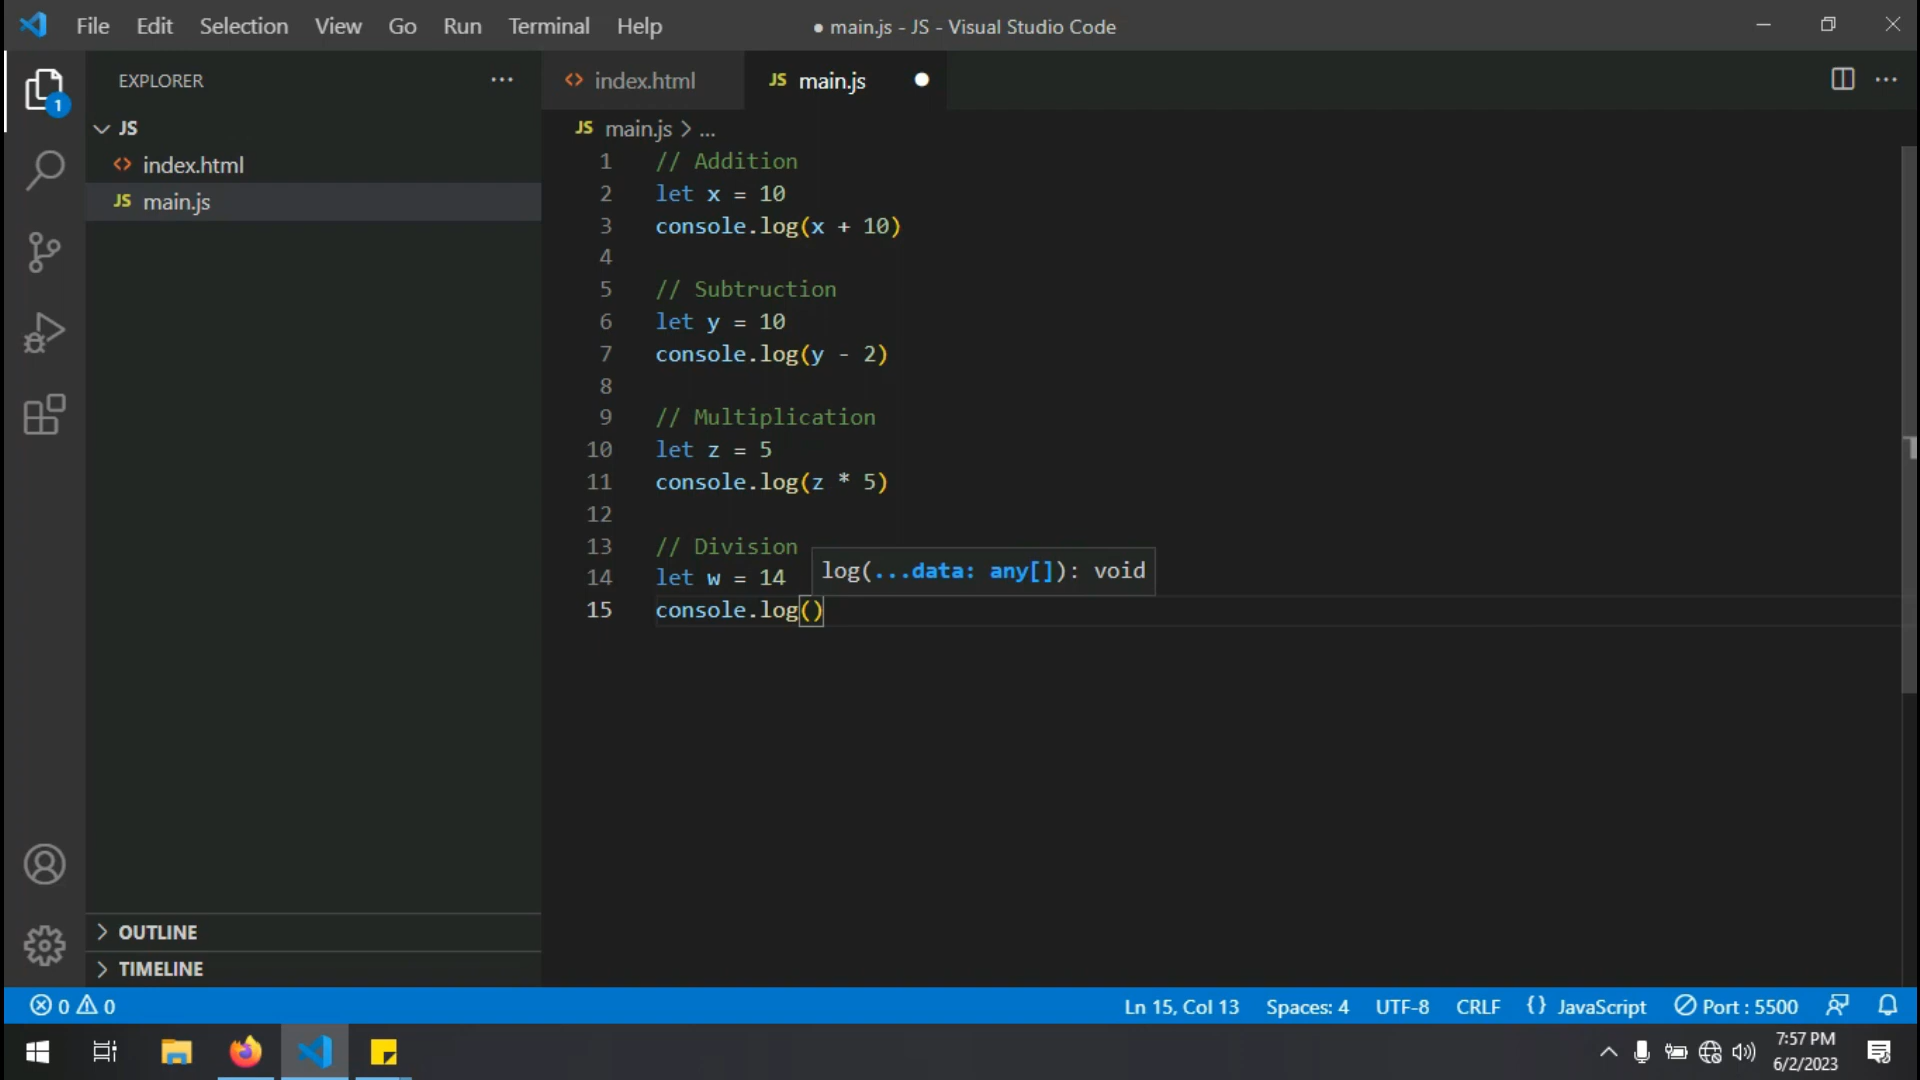 File Edit Selection View Go Run Terminal Help
● main.js - JS - Visual Studio Code
EXPLORER
1
JS
<> index.html
JS main.js
<> index.html
JS main.js
JS main.js > ...
1 // Addition
2 let x = 10
3 console.log(x + 10)
4
5 // Subtruction
6 let y = 10
7 console.log(y - 2)
8
9 // Multiplication
10 let z = 5
11 console.log(z * 5)
12
13 // Division
log(...data: any[]): void
14 let w = 14
15 console.log()
OUTLINE
TIMELINE
0 0
Ln 15, Col 13 Spaces: 4 UTF-8 CRLF {} JavaScript Port : 5500
7:57 PM
6/2/2023